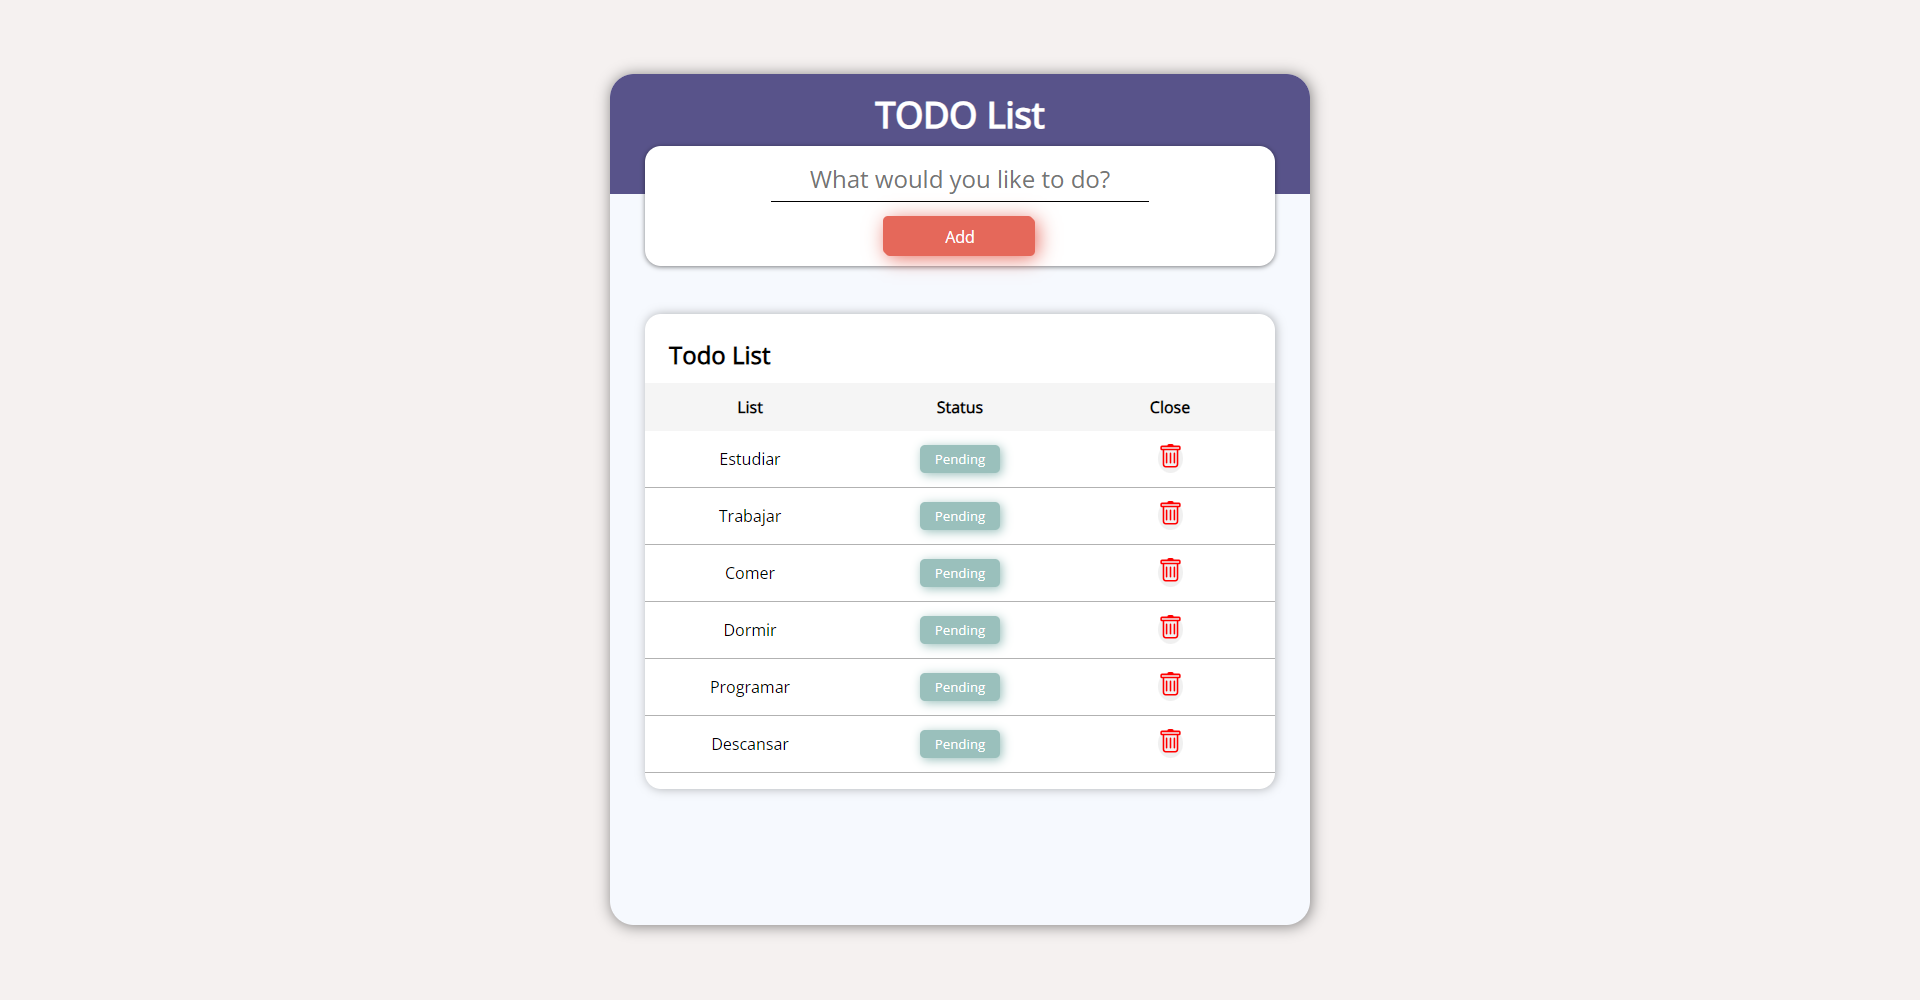 TODO List
What would you like to do?
Add
Todo List
List Status Close
Estudiar Pending
Trabajar Pending
Comer Pending
Dormir Pending
Programar Pending
Descansar Pending